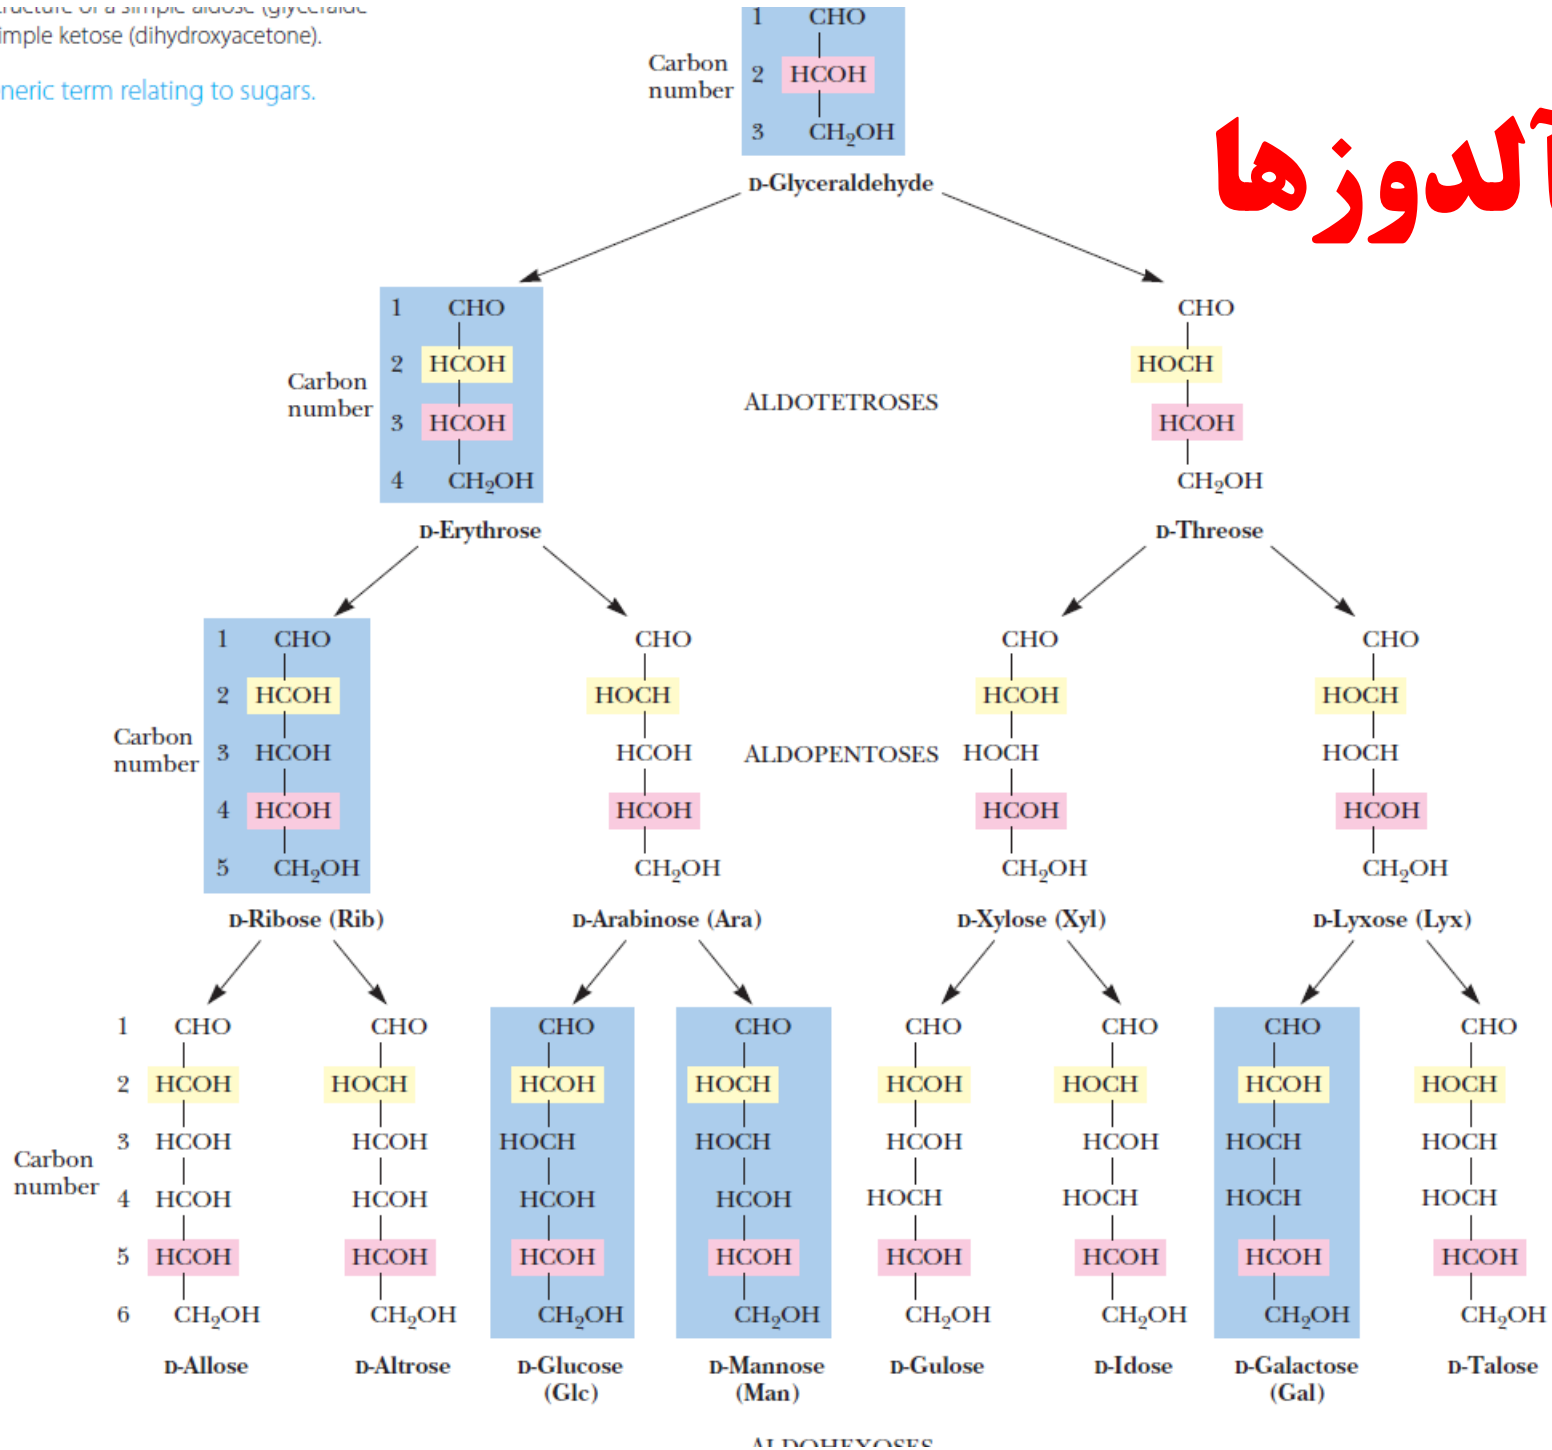 structure of a simple aldose (glyceralde
imple ketose (dihydroxyacetone).
neric term relating to sugars.
آلدوزها
Carbon number
1 CHO
2 HCOH
3 CH₂OH
D-Glyceraldehyde
Carbon number
1 CHO CHO
2 HCOH HOCH
ALDOTETROSES
3 HCOH HCOH
4 CH₂OH CH₂OH
D-Erythrose D-Threose
Carbon number
1 CHO CHO CHO CHO
2 HCOH HOCH HCOH HOCH
3 HCOH HCOH ALDOPENTOSES HOCH HOCH
4 HCOH HCOH HCOH HCOH
5 CH₂OH CH₂OH CH₂OH CH₂OH
D-Ribose (Rib) D-Arabinose (Ara) D-Xylose (Xyl) D-Lyxose (Lyx)
Carbon number
1 CHO CHO CHO CHO CHO CHO CHO CHO
2 HCOH HOCH HCOH HOCH HCOH HOCH HCOH HOCH
3 HCOH HCOH HOCH HOCH HCOH HCOH HOCH HOCH
4 HCOH HCOH HCOH HCOH HOCH HOCH HOCH HOCH
5 HCOH HCOH HCOH HCOH HCOH HCOH HCOH HCOH
6 CH₂OH CH₂OH CH₂OH CH₂OH CH₂OH CH₂OH CH₂OH CH₂OH
D-Allose D-Altrose D-Glucose (Glc) D-Mannose (Man) D-Gulose D-Idose D-Galactose (Gal) D-Talose
ALDOHEXOSES